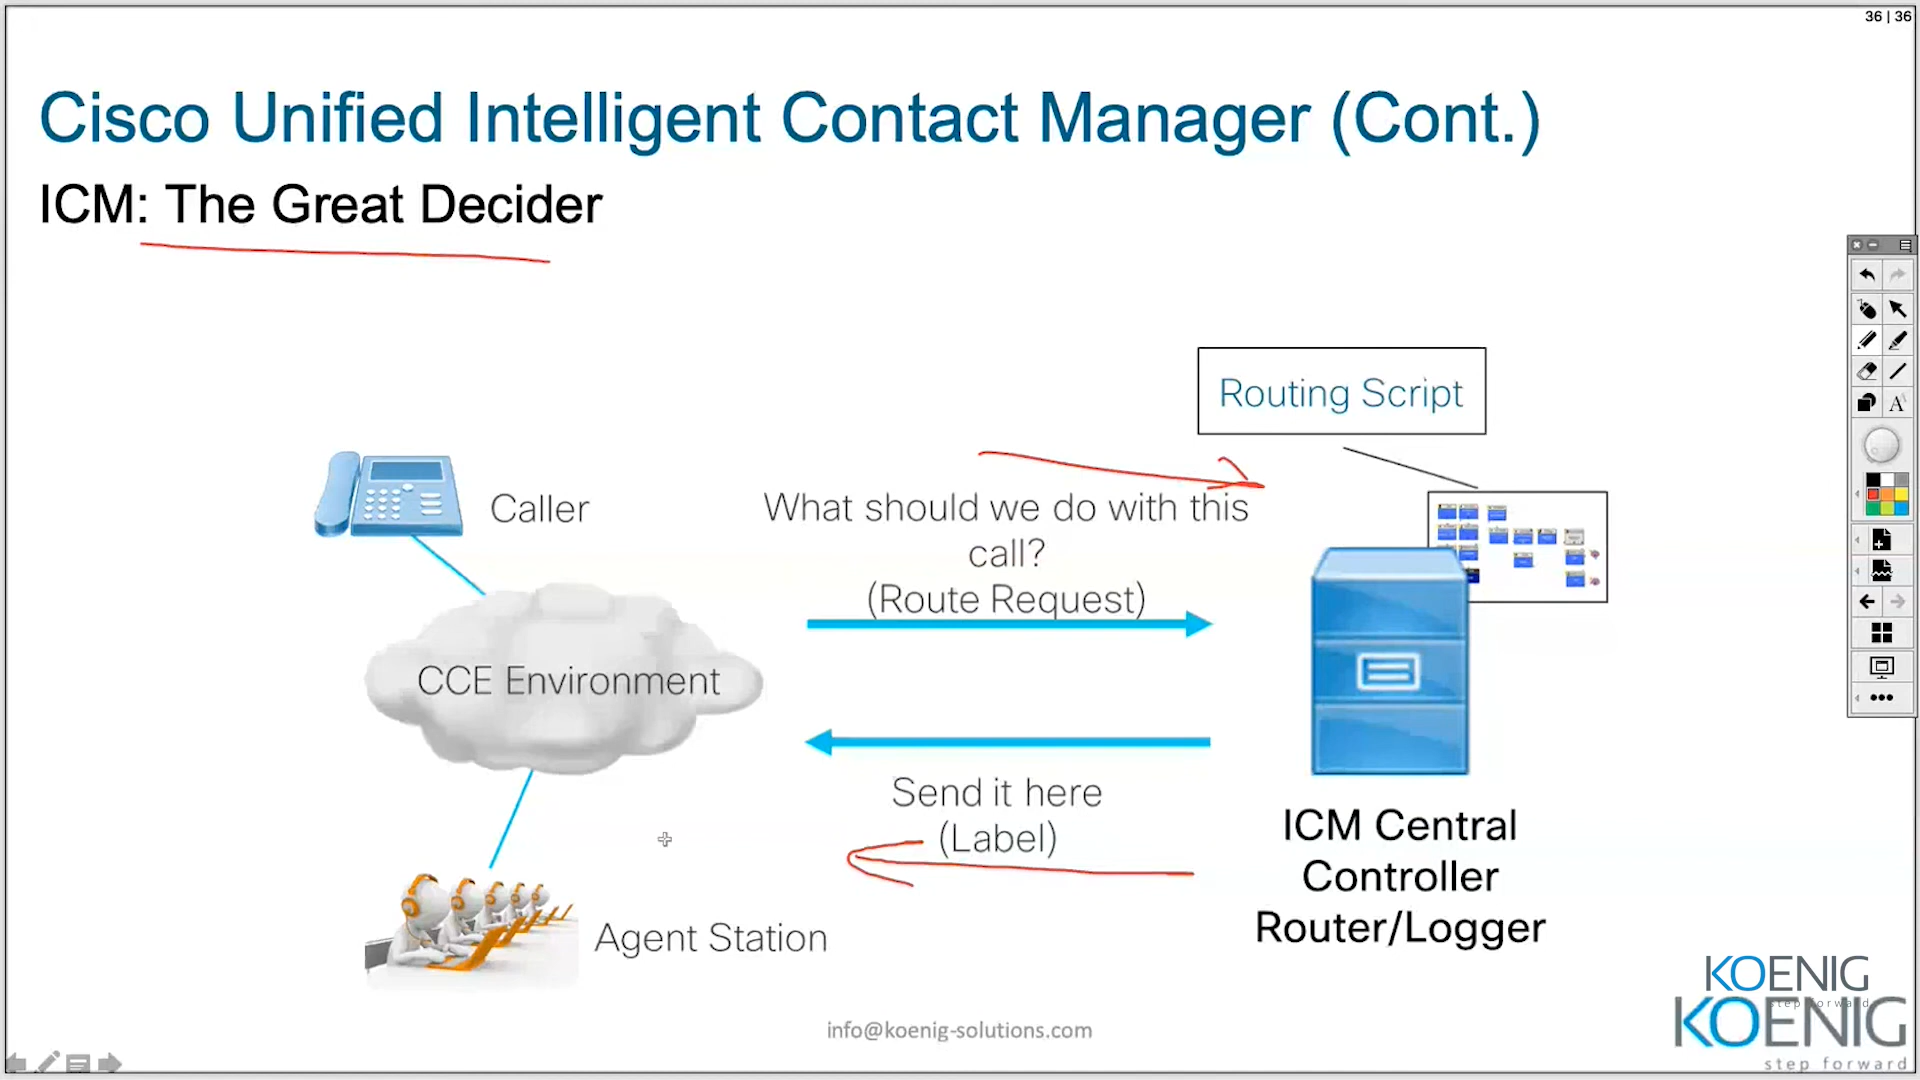 36 | 36
Cisco Unified Intelligent Contact Manager (Cont.)
ICM: The Great Decider
Routing Script
Caller
What should we do with this
call?
(Route Request)
CCE Environment
Send it here
(Label)
ICM Central
Controller
Router/Logger
Agent Station
KOENIG
step forward
KOENIG
step forward
info@koenig-solutions.com
A